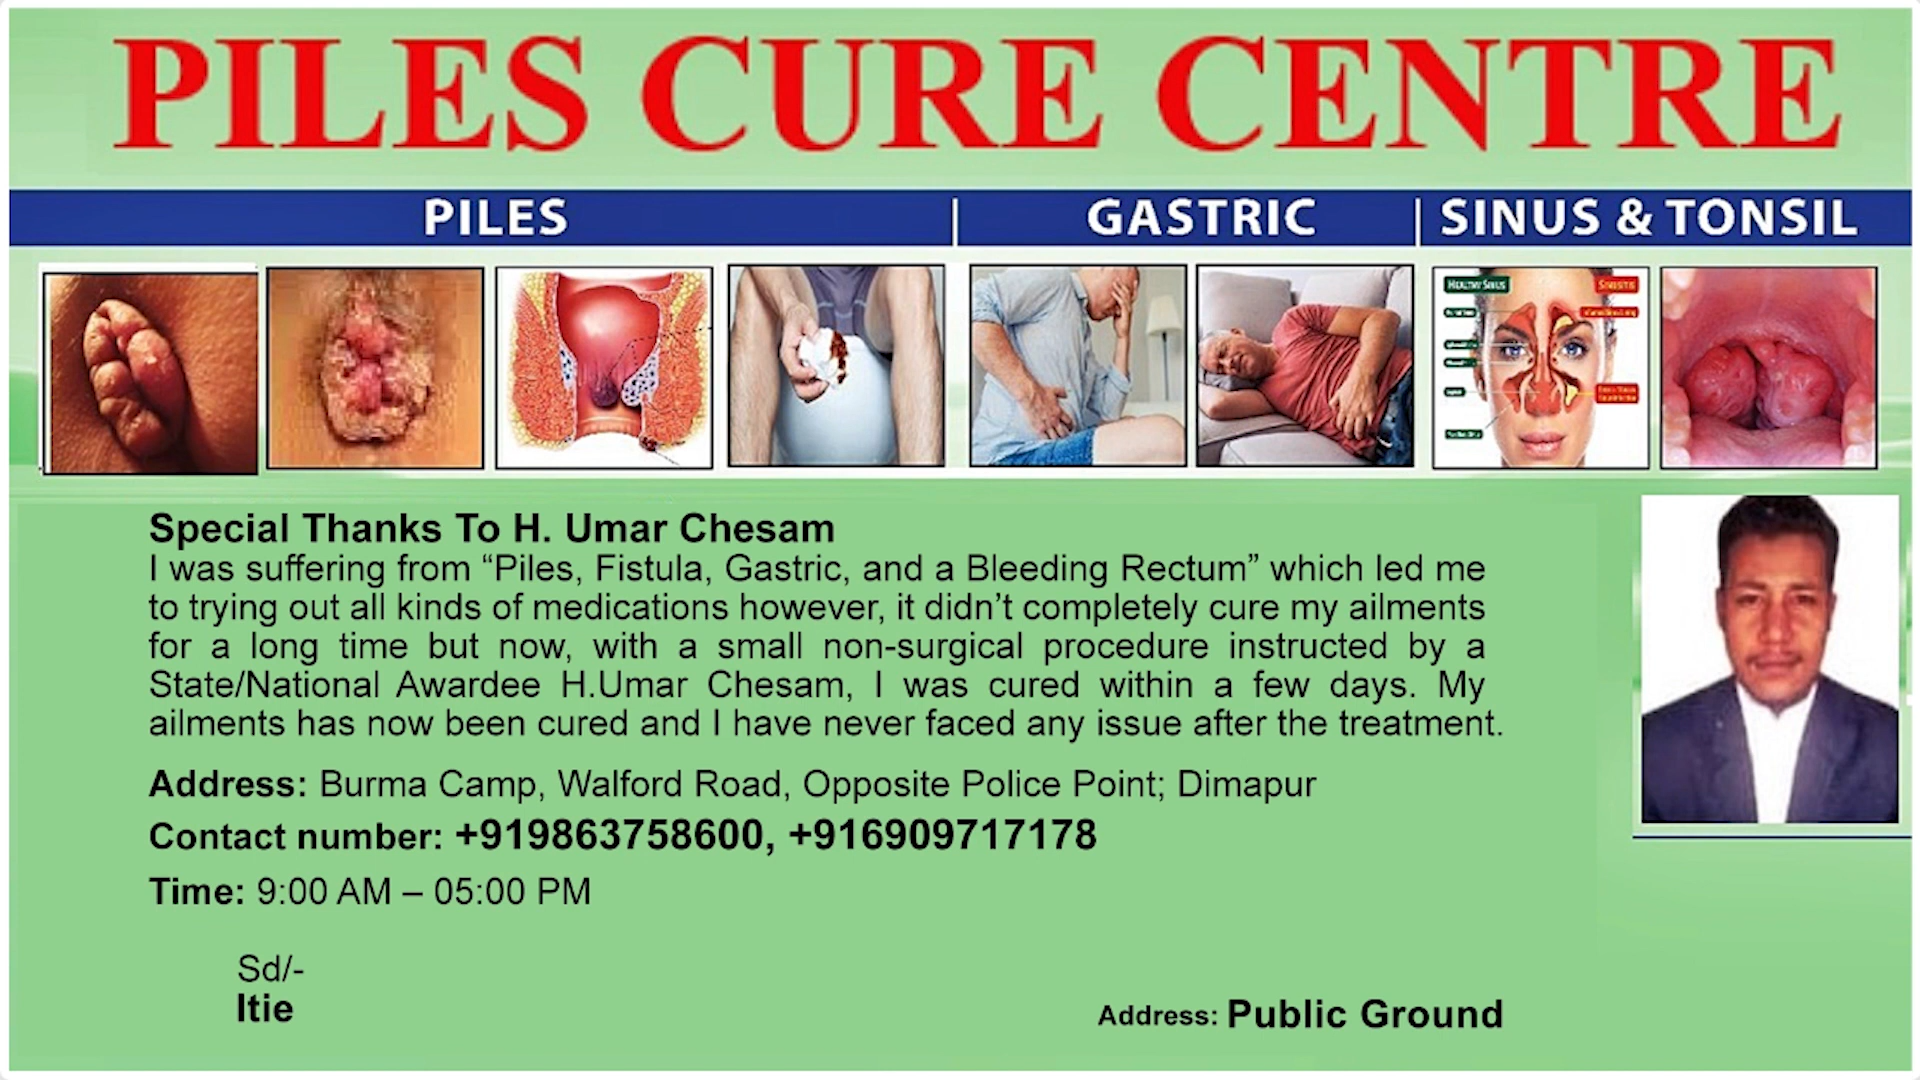 PILES CURE CENTRE
PILES | GASTRIC | SINUS & TONSIL
HEALTHY SINUS
SINUSITIS
Special Thanks To H. Umar Chesam
I was suffering from “Piles, Fistula, Gastric, and a Bleeding Rectum” which led me
to trying out all kinds of medications however, it didn’t completely cure my ailments
for a long time but now, with a small non-surgical procedure instructed by a
State/National Awardee H.Umar Chesam, I was cured within a few days. My
ailments has now been cured and I have never faced any issue after the treatment.
Address: Burma Camp, Walford Road, Opposite Police Point; Dimapur
Contact number: +919863758600, +916909717178
Time: 9:00 AM – 05:00 PM
Sd/-
Itie
Address: Public Ground